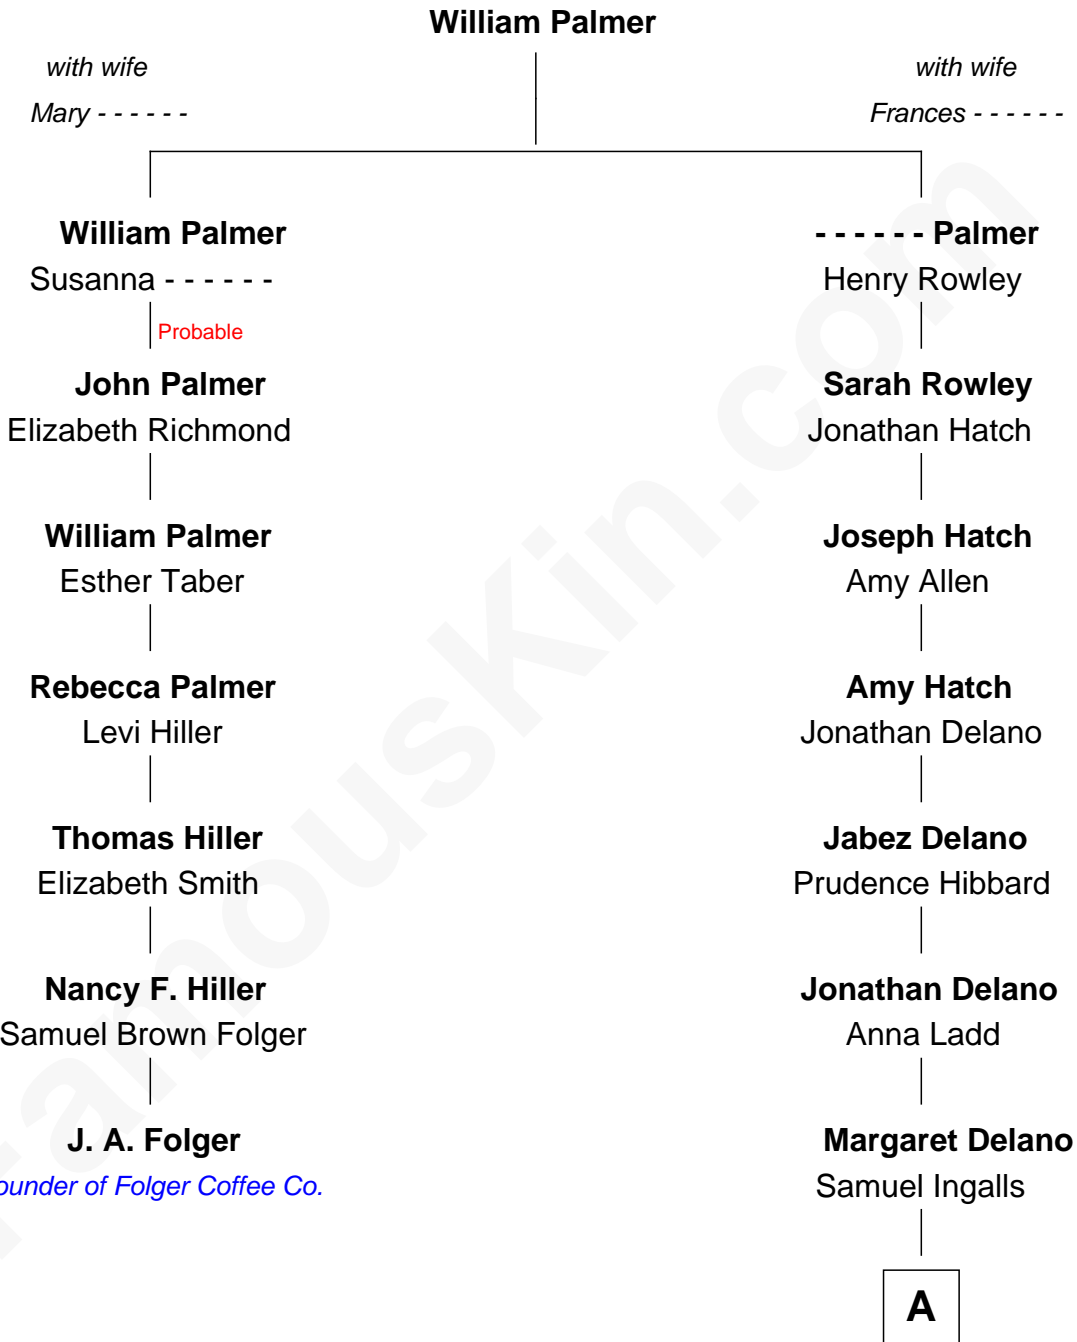 William Palmer
with wife
Mary - - - - - -
with wife
Frances - - - - - -
William Palmer
Susanna - - - - - -
- - - - - - Palmer
Henry Rowley
Probable
John Palmer
Elizabeth Richmond
Sarah Rowley
Jonathan Hatch
William Palmer
Esther Taber
Joseph Hatch
Amy Allen
Rebecca Palmer
Levi Hiller
Amy Hatch
Jonathan Delano
Thomas Hiller
Elizabeth Smith
Jabez Delano
Prudence Hibbard
Nancy F. Hiller
Samuel Brown Folger
Jonathan Delano
Anna Ladd
J. A. Folger
ounder of Folger Coffee Co.
Margaret Delano
Samuel Ingalls
A
FamousKin.com